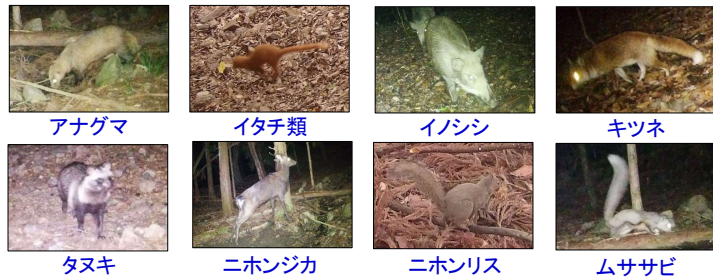 アナグマ
イタチ類
イノシシ
キツネ
タヌキ
ニホンジカ
ニホンリス
ムササビ